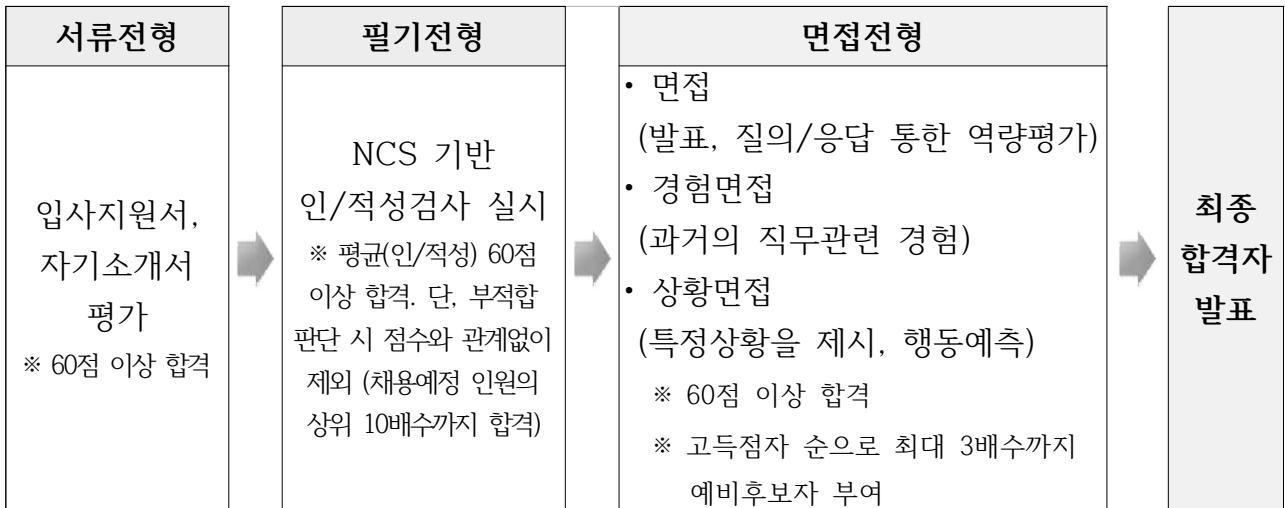 서류전형
입사지원서,
자기소개서
평가
※ 60점 이상 합격
필기전형
NCS 기반
인/적성검사 실시
※ 평균(인/적성) 60점
이상 합격. 단, 부적합
판단 시 점수와 관계없이
제외 (채용예정 인원의
상위 10배수까지 합격)
면접전형
• 면접
(발표, 질의/응답 통한 역량평가)
• 경험면접
(과거의 직무관련 경험)
• 상황면접
(특정상황을 제시, 행동예측)
※ 60점 이상 합격
※ 고득점자 순으로 최대 3배수까지
예비후보자 부여
최종
합격자
발표